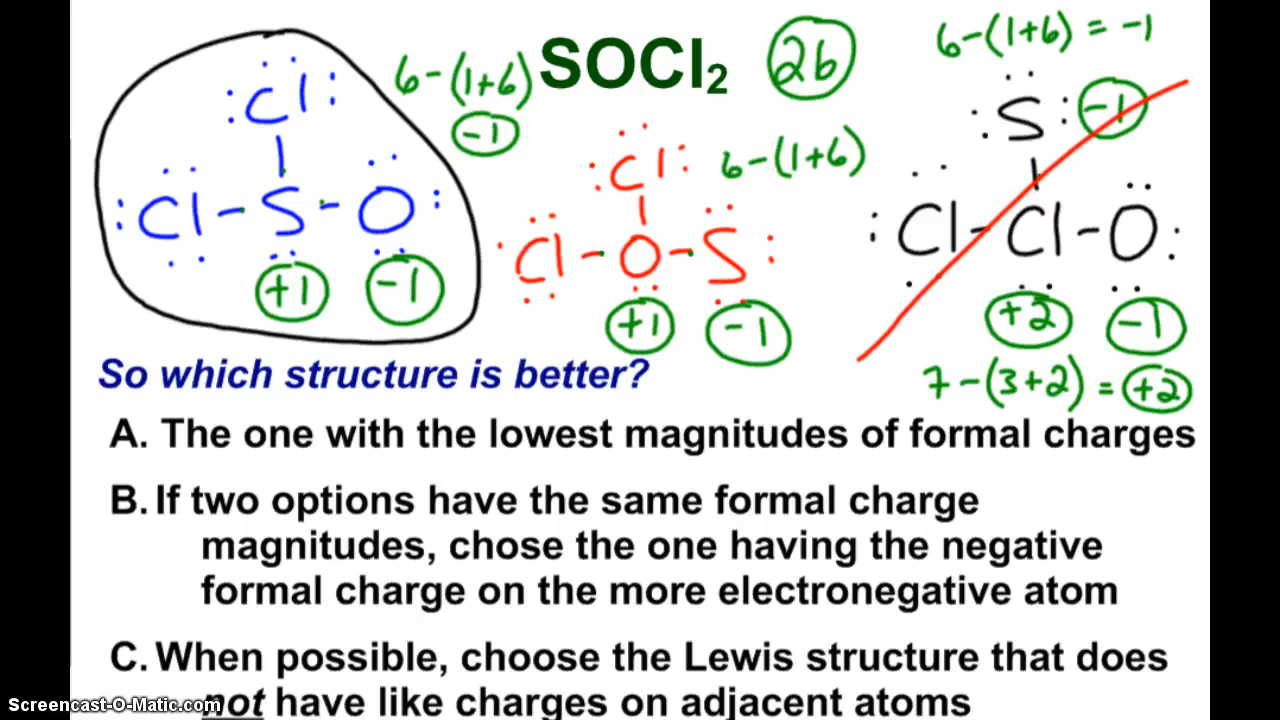 6-(1+6) = -1
SOCl₂
26
6-(1+6)
-1
Cl
Cl-S-O
+1 -1
6-(1+6)
Cl
Cl-O-S
+1 -1
S -1
Cl-Cl-O
+2 -1
7-(3+2) = +2
So which structure is better?
A. The one with the lowest magnitudes of formal charges
B. If two options have the same formal charge
magnitudes, chose the one having the negative
formal charge on the more electronegative atom
C. When possible, choose the Lewis structure that does
not have like charges on adjacent atoms
Screencast-O-Matic.com